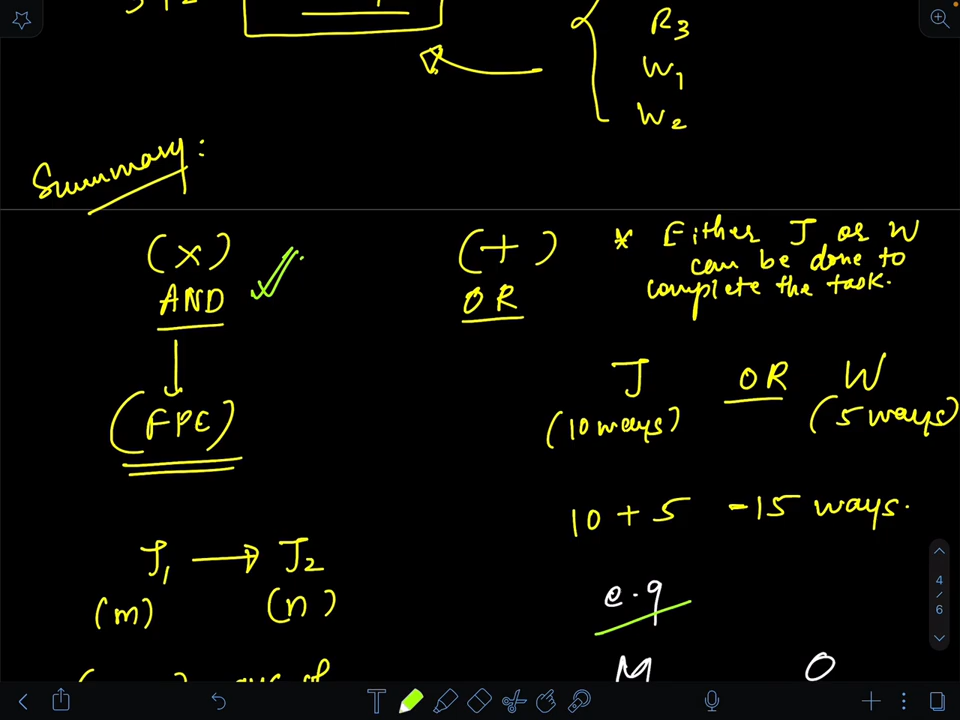 R3
W1
W2
Summary:
(×)
AND
(FPE)
J1 → J2
(m) (n)
(+)
OR
* Either J or W
can be done to
complete the task.
J OR W
(10 ways) (5 ways)
10 + 5 = 15 ways.
e.g
M O
4
/
6
T